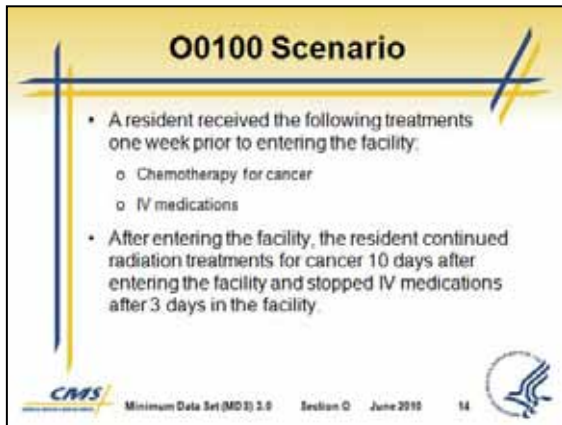 O0100 Scenario
• A resident received the following treatments
one week prior to entering the facility:
o Chemotherapy for cancer
o IV medications
• After entering the facility, the resident continued
radiation treatments for cancer 10 days after
entering the facility and stopped IV medications
after 3 days in the facility.
CMS
Minimum Data Set (MDS) 3.0 Section O June 2010 14